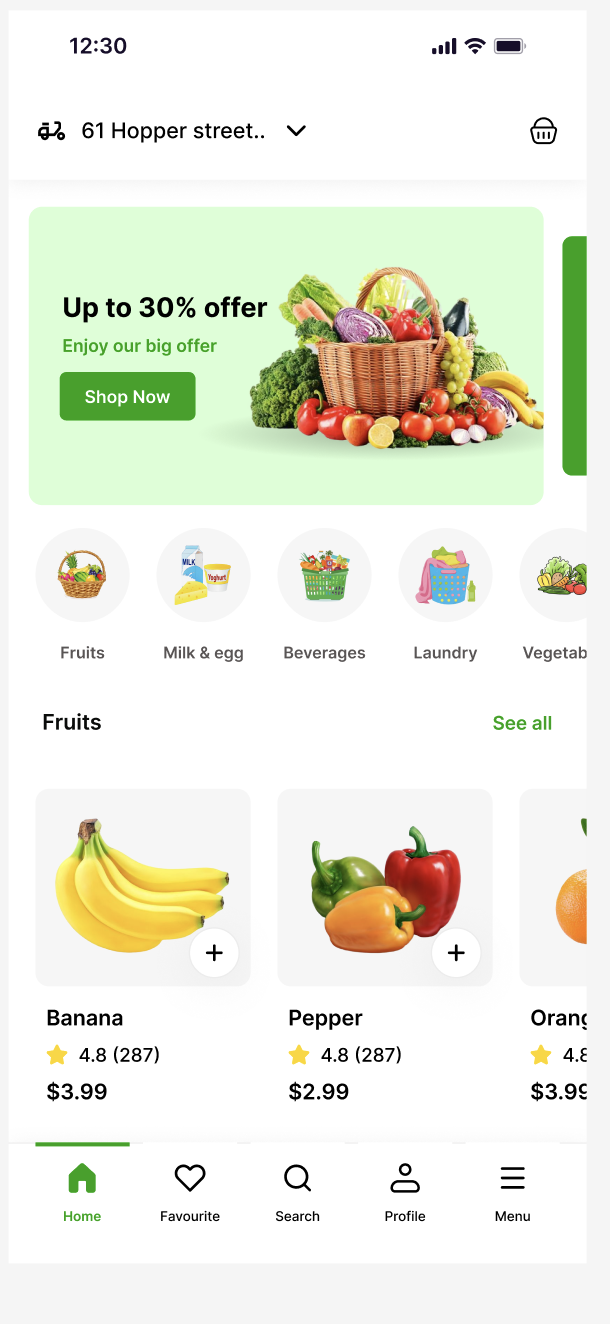 12:30
61 Hopper street..
Up to 30% offer
Enjoy our big offer
Shop Now
MILK
Yoghurt
Fruits
Milk & egg
Beverages
Laundry
Vegetab
Fruits
See all
Banana
Pepper
Orang
4.8 (287)
4.8 (287)
4.8
$3.99
$2.99
$3.99
Home
Favourite
Search
Profile
Menu